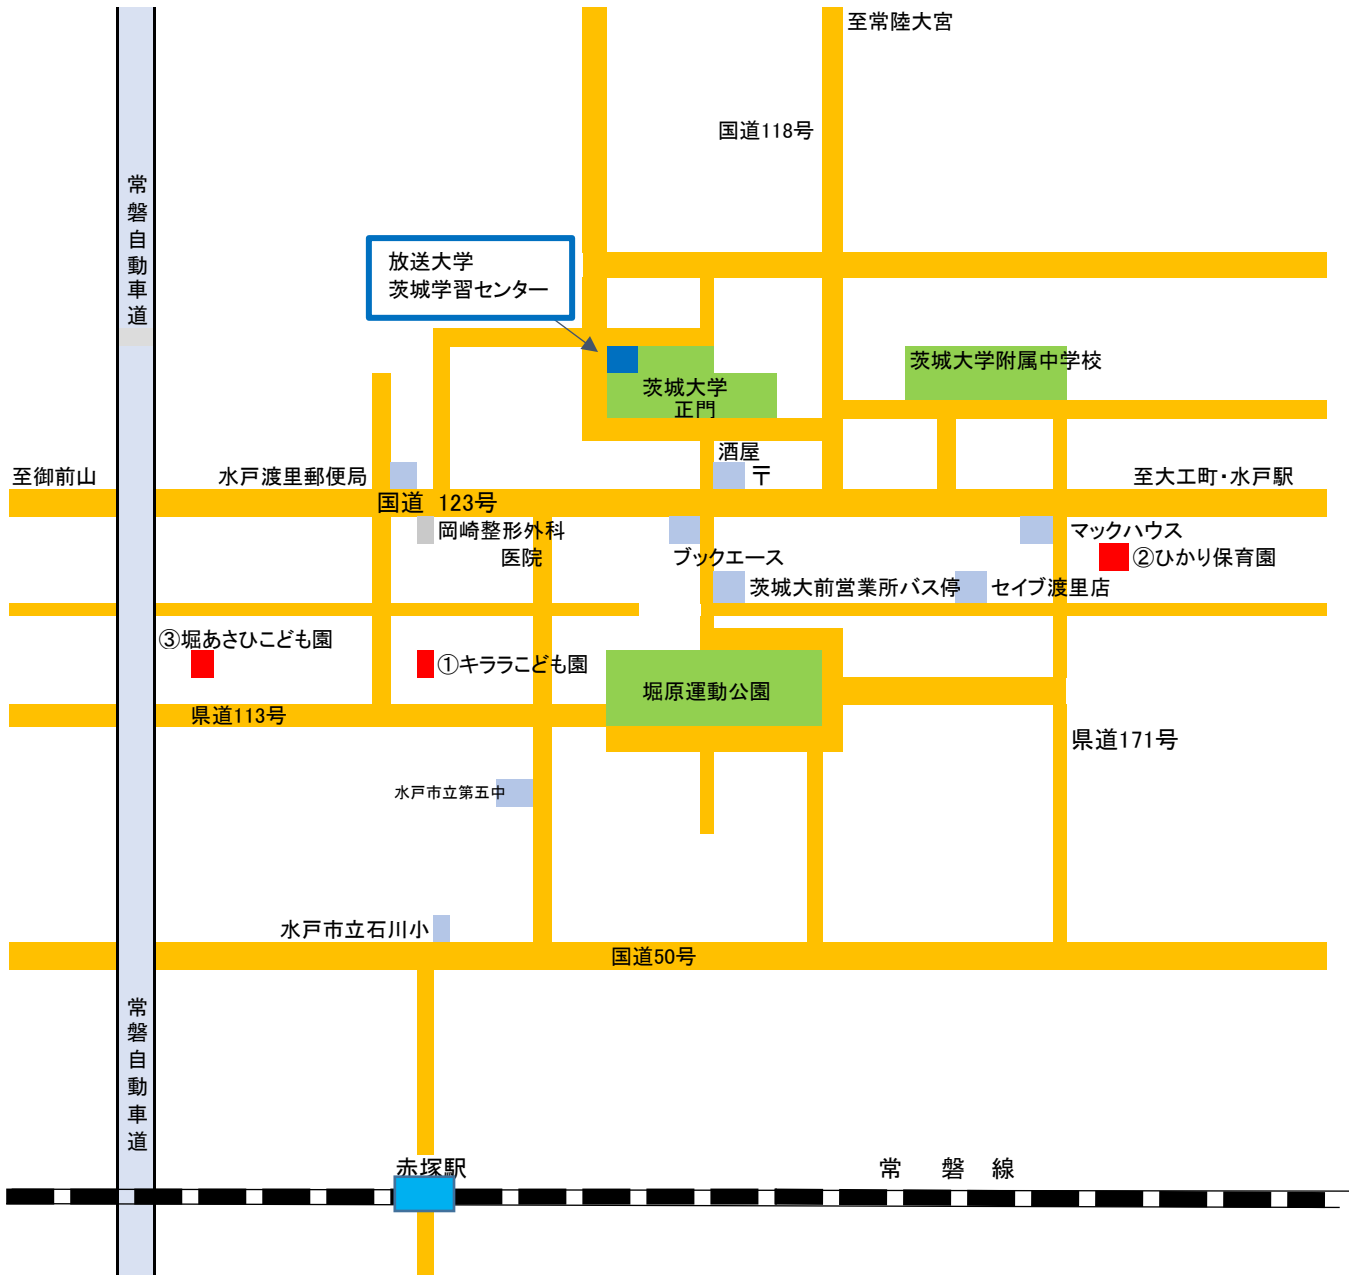 至常陸大宮
国道118号
常磐自動車道
放送大学
茨城学習センター
茨城大学附属中学校
茨城大学
正門
酒屋
〒
至御前山
水戸渡里郵便局
至大工町・水戸駅
国道 123号
岡崎整形外科
医院
ブックエース
マックハウス
②ひかり保育園
茨城大前営業所バス停
セイブ渡里店
③堀あさひこども園
①キララこども園
堀原運動公園
県道113号
県道171号
水戸市立第五中
水戸市立石川小
国道50号
常磐自動車道
赤塚駅
常 磐 線